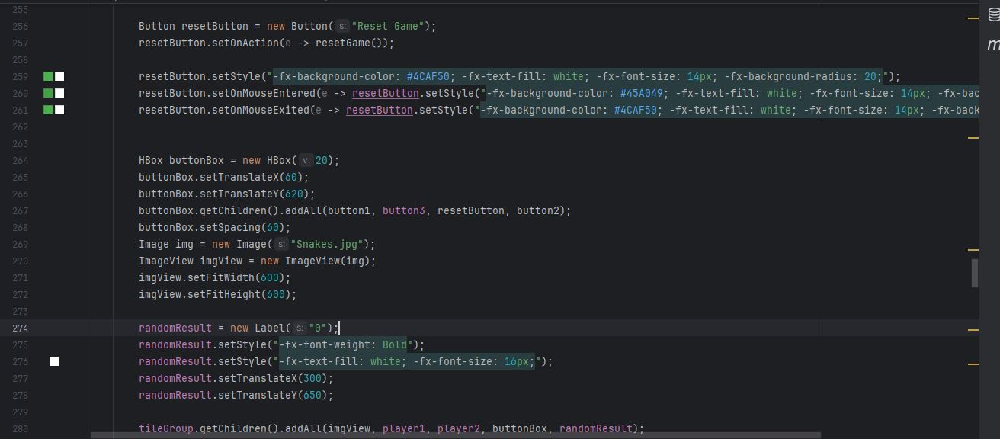 255
256 Button resetButton = new Button( s: "Reset Game");
257 resetButton.setOnAction(e -> resetGame());
258
259 resetButton.setStyle("-fx-background-color: #4CAF50; -fx-text-fill: white; -fx-font-size: 14px; -fx-background-radius: 20;");
260 resetButton.setOnMouseEntered(e -> resetButton.setStyle("-fx-background-color: #45A049; -fx-text-fill: white; -fx-font-size: 14px; -fx-bac
261 resetButton.setOnMouseExited(e -> resetButton.setStyle("-fx-background-color: #4CAF50; -fx-text-fill: white; -fx-font-size: 14px; -fx-back
262
263
264 HBox buttonBox = new HBox( v: 20);
265 buttonBox.setTranslateX(60);
266 buttonBox.setTranslateY(620);
267 buttonBox.getChildren().addAll(button1, button3, resetButton, button2);
268 buttonBox.setSpacing(60);
269 Image img = new Image( s: "Snakes.jpg");
270 ImageView imgView = new ImageView(img);
271 imgView.setFitWidth(600);
272 imgView.setFitHeight(600);
273
274 randomResult = new Label( s: "0");
275 randomResult.setStyle("-fx-font-weight: Bold");
276 randomResult.setStyle("-fx-text-fill: white; -fx-font-size: 16px;");
277 randomResult.setTranslateX(300);
278 randomResult.setTranslateY(650);
279
280 tileGroup.getChildren().addAll(imgView, player1, player2, buttonBox, randomResult);
m